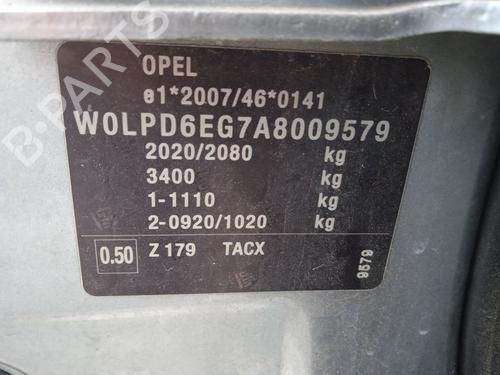 OPEL
e1*2007/46*0141
W0LPD6EG7A8009579
2020/2080 kg
3400 kg
1-1110 kg
2-0920/1020 kg
0.50 Z 179 TACX
9579
B-PARTS